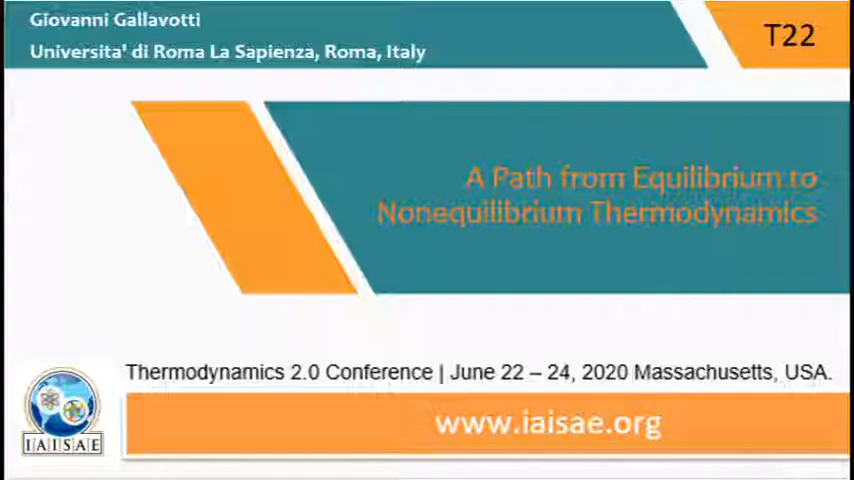 Giovanni Gallavotti
Universita' di Roma La Sapienza, Roma, Italy
T22
A Path from Equilibrium to
Nonequilibrium Thermodynamics
Thermodynamics 2.0 Conference | June 22 – 24, 2020 Massachusetts, USA.
IAISAE
www.iaisae.org